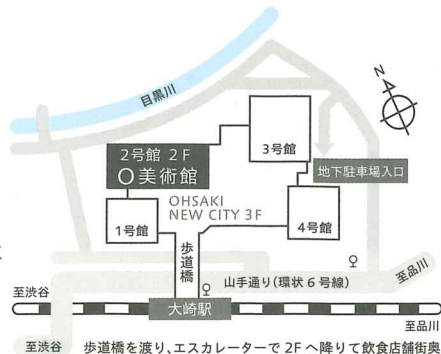 目黒川
N
2号館 2F
O美術館
3号館
地下駐車場入口
OHSAKI
NEW CITY 3F
1号館
4号館
歩道橋
山手通り(環状6号線)
至品川
至渋谷
大崎駅
至品川
至渋谷
歩道橋を渡り、エスカレーターで2Fへ降りて飲食店舗街奥